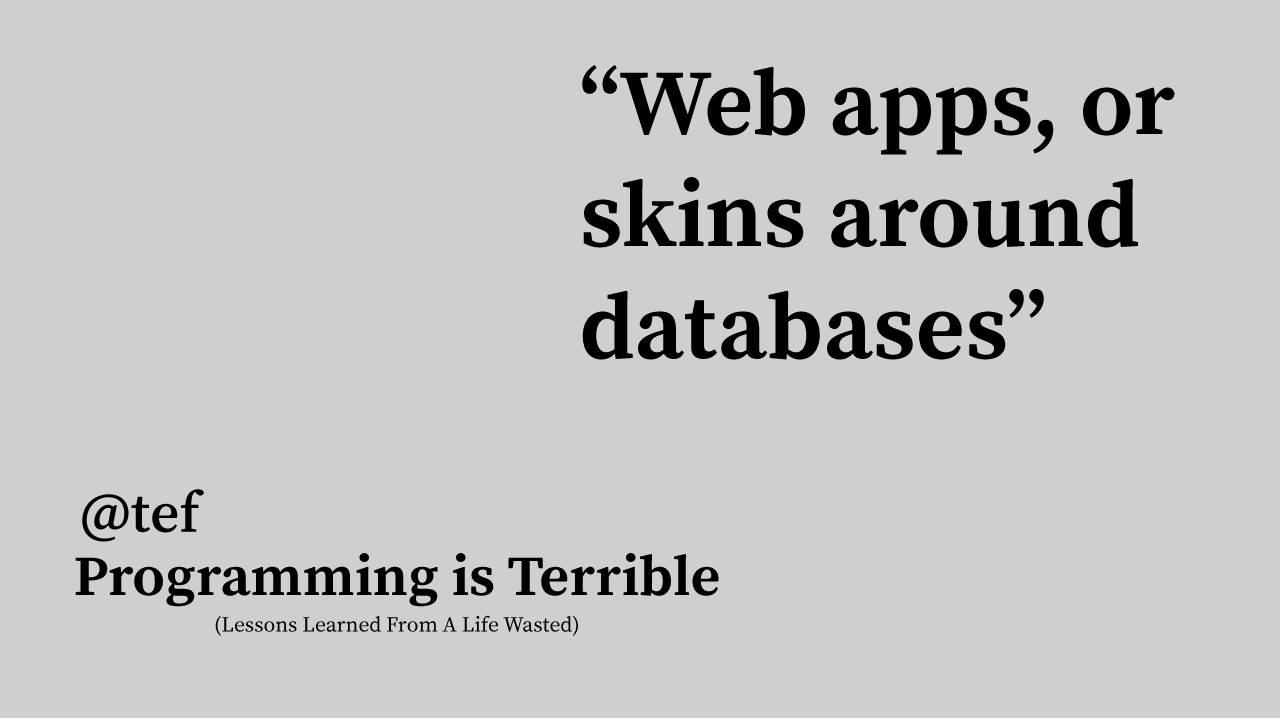 “Web apps, or
skins around
databases”
@tef
Programming is Terrible
(Lessons Learned From A Life Wasted)